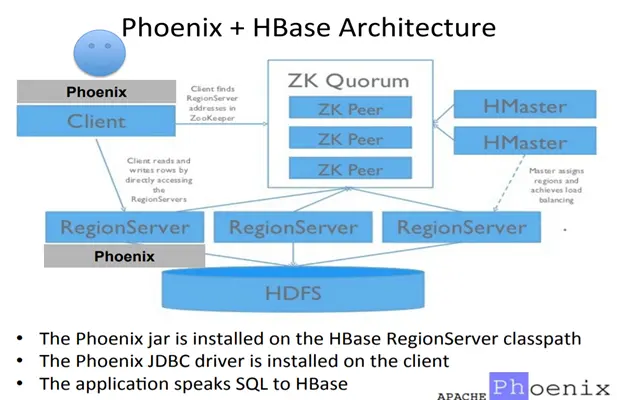 Phoenix + HBase Architecture
Phoenix
Client
Client finds
RegionServer
addresses in
ZooKeeper
ZK Quorum
ZK Peer
ZK Peer
ZK Peer
HMaster
HMaster
Client reads and
writes rows by
directly accessing
the
RegionServers
Master assigns
regions and
achieves load
balancing
RegionServer
RegionServer
RegionServer
Phoenix
HDFS
• The Phoenix jar is installed on the HBase RegionServer classpath
• The Phoenix JDBC driver is installed on the client
• The application speaks SQL to HBase
APACHE Phoenix